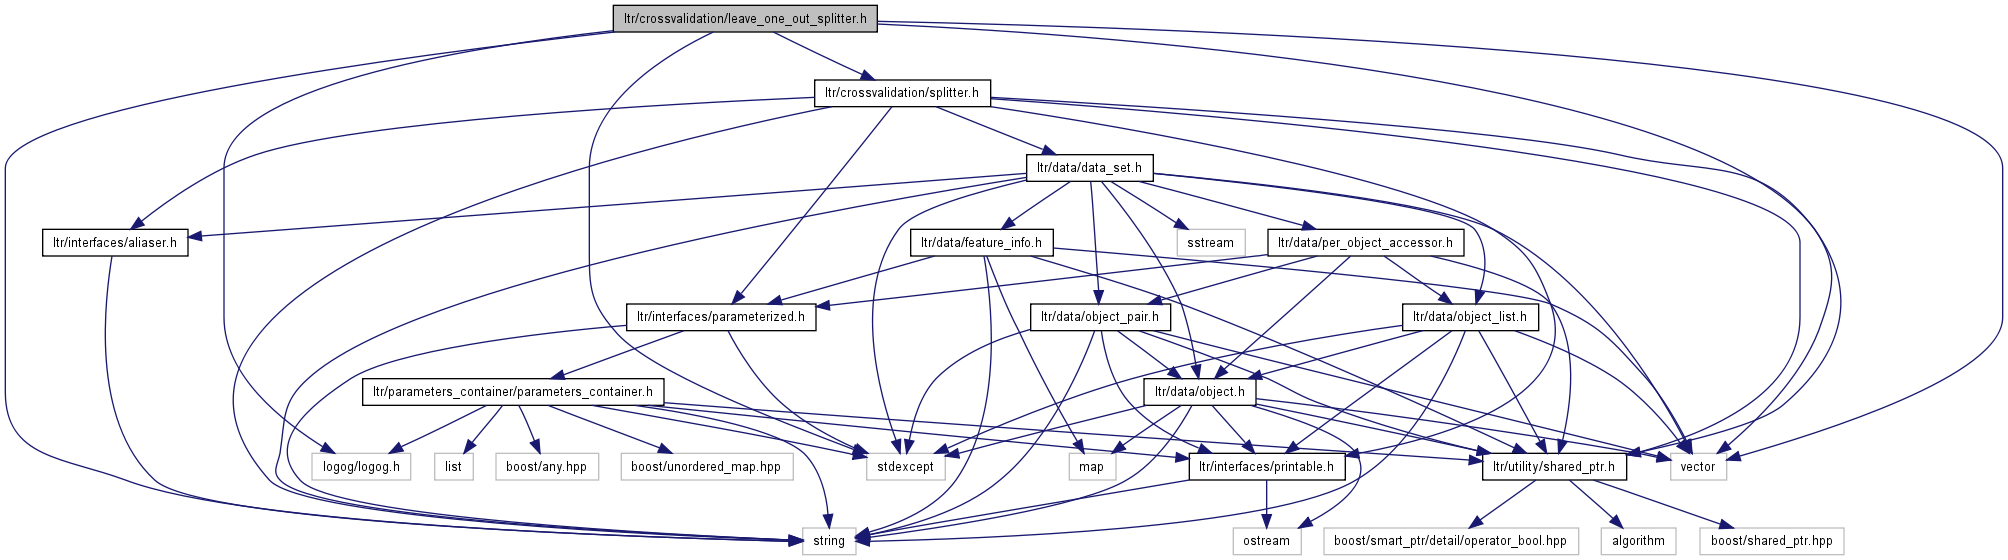 ltr/crossvalidation/leave_one_out_splitter.h
ltr/crossvalidation/splitter.h
ltr/data/data_set.h
ltr/interfaces/aliaser.h
ltr/data/feature_info.h
sstream
ltr/data/per_object_accessor.h
ltr/interfaces/parameterized.h
ltr/data/object_pair.h
ltr/data/object_list.h
ltr/parameters_container/parameters_container.h
ltr/data/object.h
logog/logog.h
list
boost/any.hpp
boost/unordered_map.hpp
stdexcept
map
ltr/interfaces/printable.h
ltr/utility/shared_ptr.h
vector
string
ostream
boost/smart_ptr/detail/operator_bool.hpp
algorithm
boost/shared_ptr.hpp